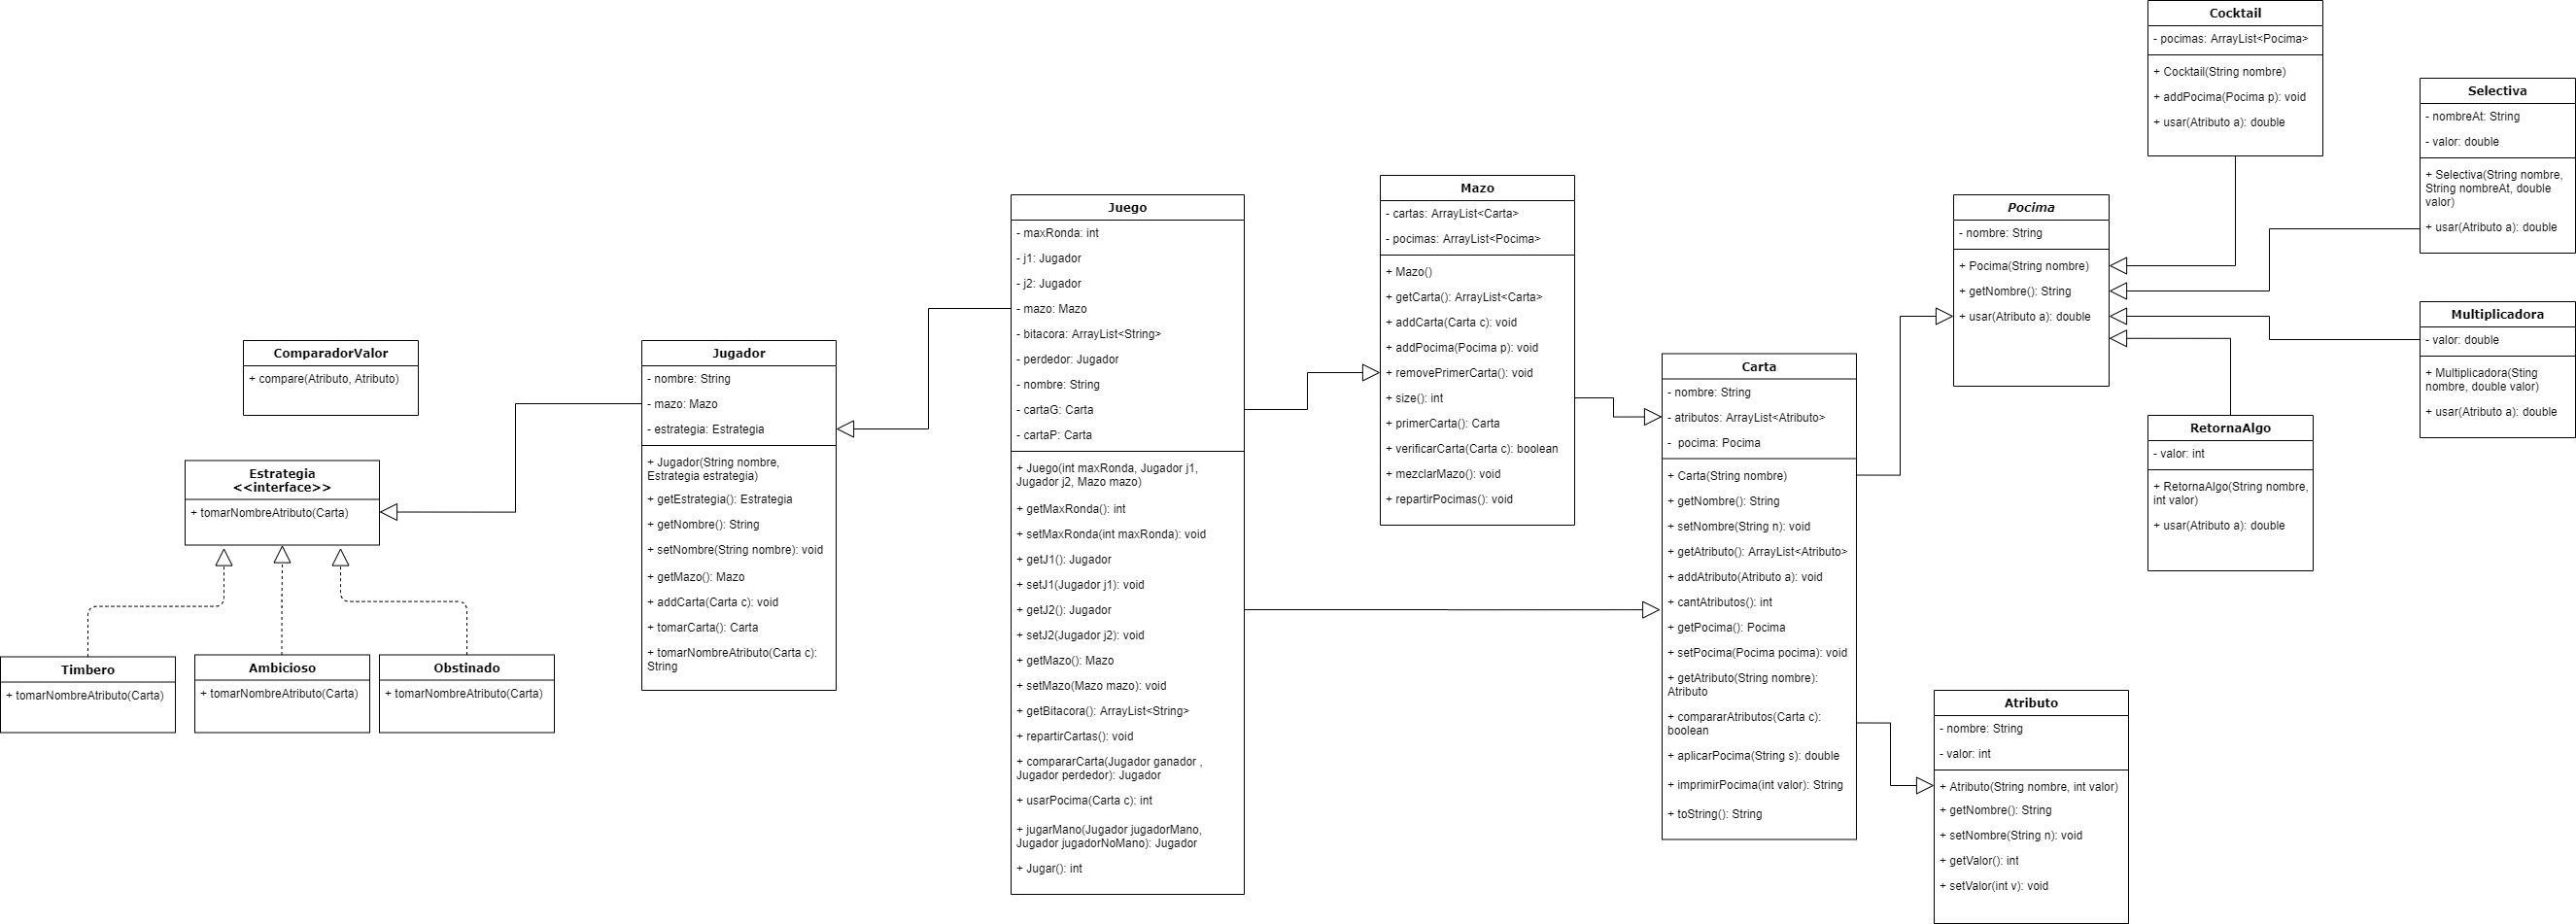 ComparadorValor
+ compare(Atributo, Atributo)
Estrategia
<<interface>>
+ tomarNombreAtributo(Carta)
Timbero
+ tomarNombreAtributo(Carta)
Ambicioso
+ tomarNombreAtributo(Carta)
Obstinado
+ tomarNombreAtributo(Carta)
Jugador
- nombre: String
- mazo: Mazo
- estrategia: Estrategia
+ Jugador(String nombre,
Estrategia estrategia)
+ getEstrategia(): Estrategia
+ getNombre(): String
+ setNombre(String nombre): void
+ getMazo(): Mazo
+ addCarta(Carta c): void
+ tomarCarta(): Carta
+ tomarNombreAtributo(Carta c):
String
Juego
- maxRonda: int
- j1: Jugador
- j2: Jugador
- mazo: Mazo
- bitacora: ArrayList<String>
- perdedor: Jugador
- nombre: String
- cartaG: Carta
- cartaP: Carta
+ Juego(int maxRonda, Jugador j1,
Jugador j2, Mazo mazo)
+ getMaxRonda(): int
+ setMaxRonda(int maxRonda): void
+ getJ1(): Jugador
+ setJ1(Jugador j1): void
+ getJ2(): Jugador
+ setJ2(Jugador j2): void
+ getMazo(): Mazo
+ setMazo(Mazo mazo): void
+ getBitacora(): ArrayList<String>
+ repartirCartas(): void
+ compararCarta(Jugador ganador ,
Jugador perdedor): Jugador
+ usarPocima(Carta c): int
+ jugarMano(Jugador jugadorMano,
Jugador jugadorNoMano): Jugador
+ Jugar(): int
Mazo
- cartas: ArrayList<Carta>
- pocimas: ArrayList<Pocima>
+ Mazo()
+ getCarta(): ArrayList<Carta>
+ addCarta(Carta c): void
+ addPocima(Pocima p): void
+ removePrimerCarta(): void
+ size(): int
+ primerCarta(): Carta
+ verificarCarta(Carta c): boolean
+ mezclarMazo(): void
+ repartirPocimas(): void
Carta
- nombre: String
- atributos: ArrayList<Atributo>
- pocima: Pocima
+ Carta(String nombre)
+ getNombre(): String
+ setNombre(String n): void
+ getAtributo(): ArrayList<Atributo>
+ addAtributo(Atributo a): void
+ cantAtributos(): int
+ getPocima(): Pocima
+ setPocima(Pocima pocima): void
+ getAtributo(String nombre):
Atributo
+ compararAtributos(Carta c):
boolean
+ aplicarPocima(String s): double
+ imprimirPocima(int valor): String
+ toString(): String
Pocima
- nombre: String
+ Pocima(String nombre)
+ getNombre(): String
+ usar(Atributo a): double
Atributo
- nombre: String
- valor: int
+ Atributo(String nombre, int valor)
+ getNombre(): String
+ setNombre(String n): void
+ getValor(): int
+ setValor(int v): void
Cocktail
- pocimas: ArrayList<Pocima>
+ Cocktail(String nombre)
+ addPocima(Pocima p): void
+ usar(Atributo a): double
Selectiva
- nombreAt: String
- valor: double
+ Selectiva(String nombre,
String nombreAt, double
valor)
+ usar(Atributo a): double
Multiplicadora
- valor: double
+ Multiplicadora(Sting
nombre, double valor)
+ usar(Atributo a): double
RetornaAlgo
- valor: int
+ RetornaAlgo(String nombre,
int valor)
+ usar(Atributo a): double